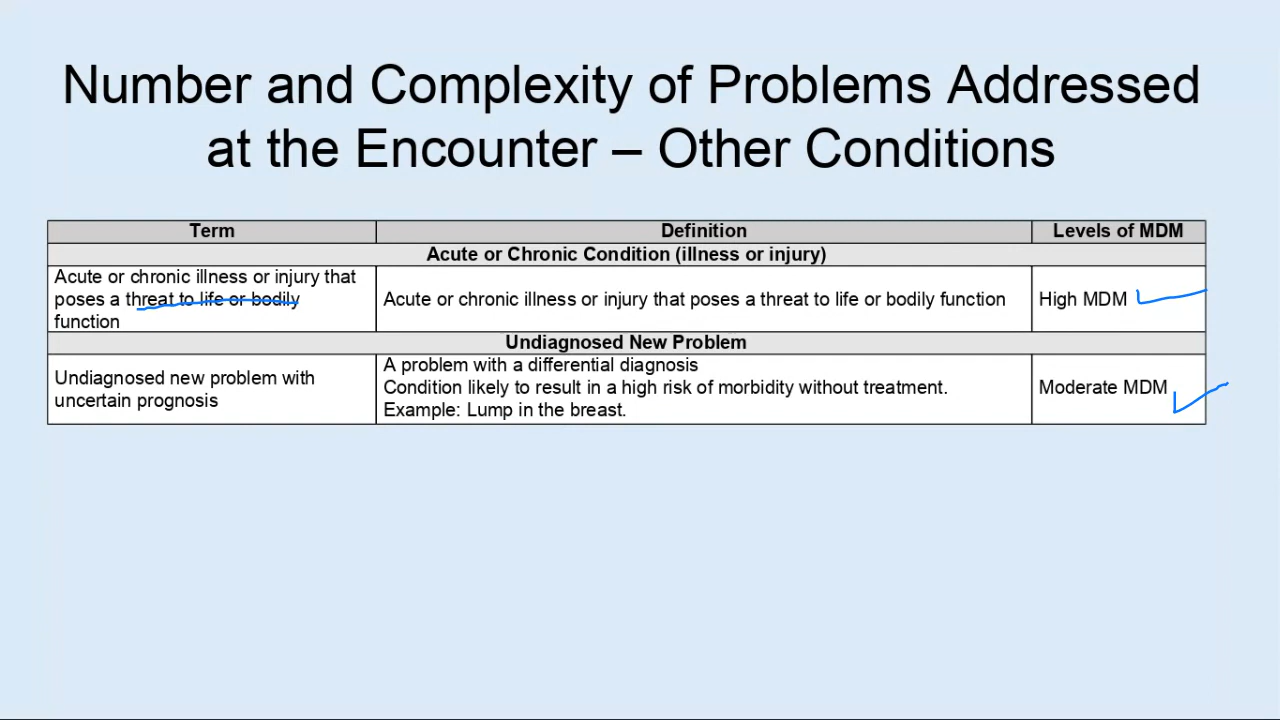 Number and Complexity of Problems Addressed
at the Encounter – Other Conditions
Term Definition Levels of MDM
Acute or Chronic Condition (illness or injury)
Acute or chronic illness or injury that
poses a threat to life or bodily
function
Acute or chronic illness or injury that poses a threat to life or bodily function
High MDM
Undiagnosed New Problem
Undiagnosed new problem with
uncertain prognosis
A problem with a differential diagnosis
Condition likely to result in a high risk of morbidity without treatment.
Example: Lump in the breast.
Moderate MDM